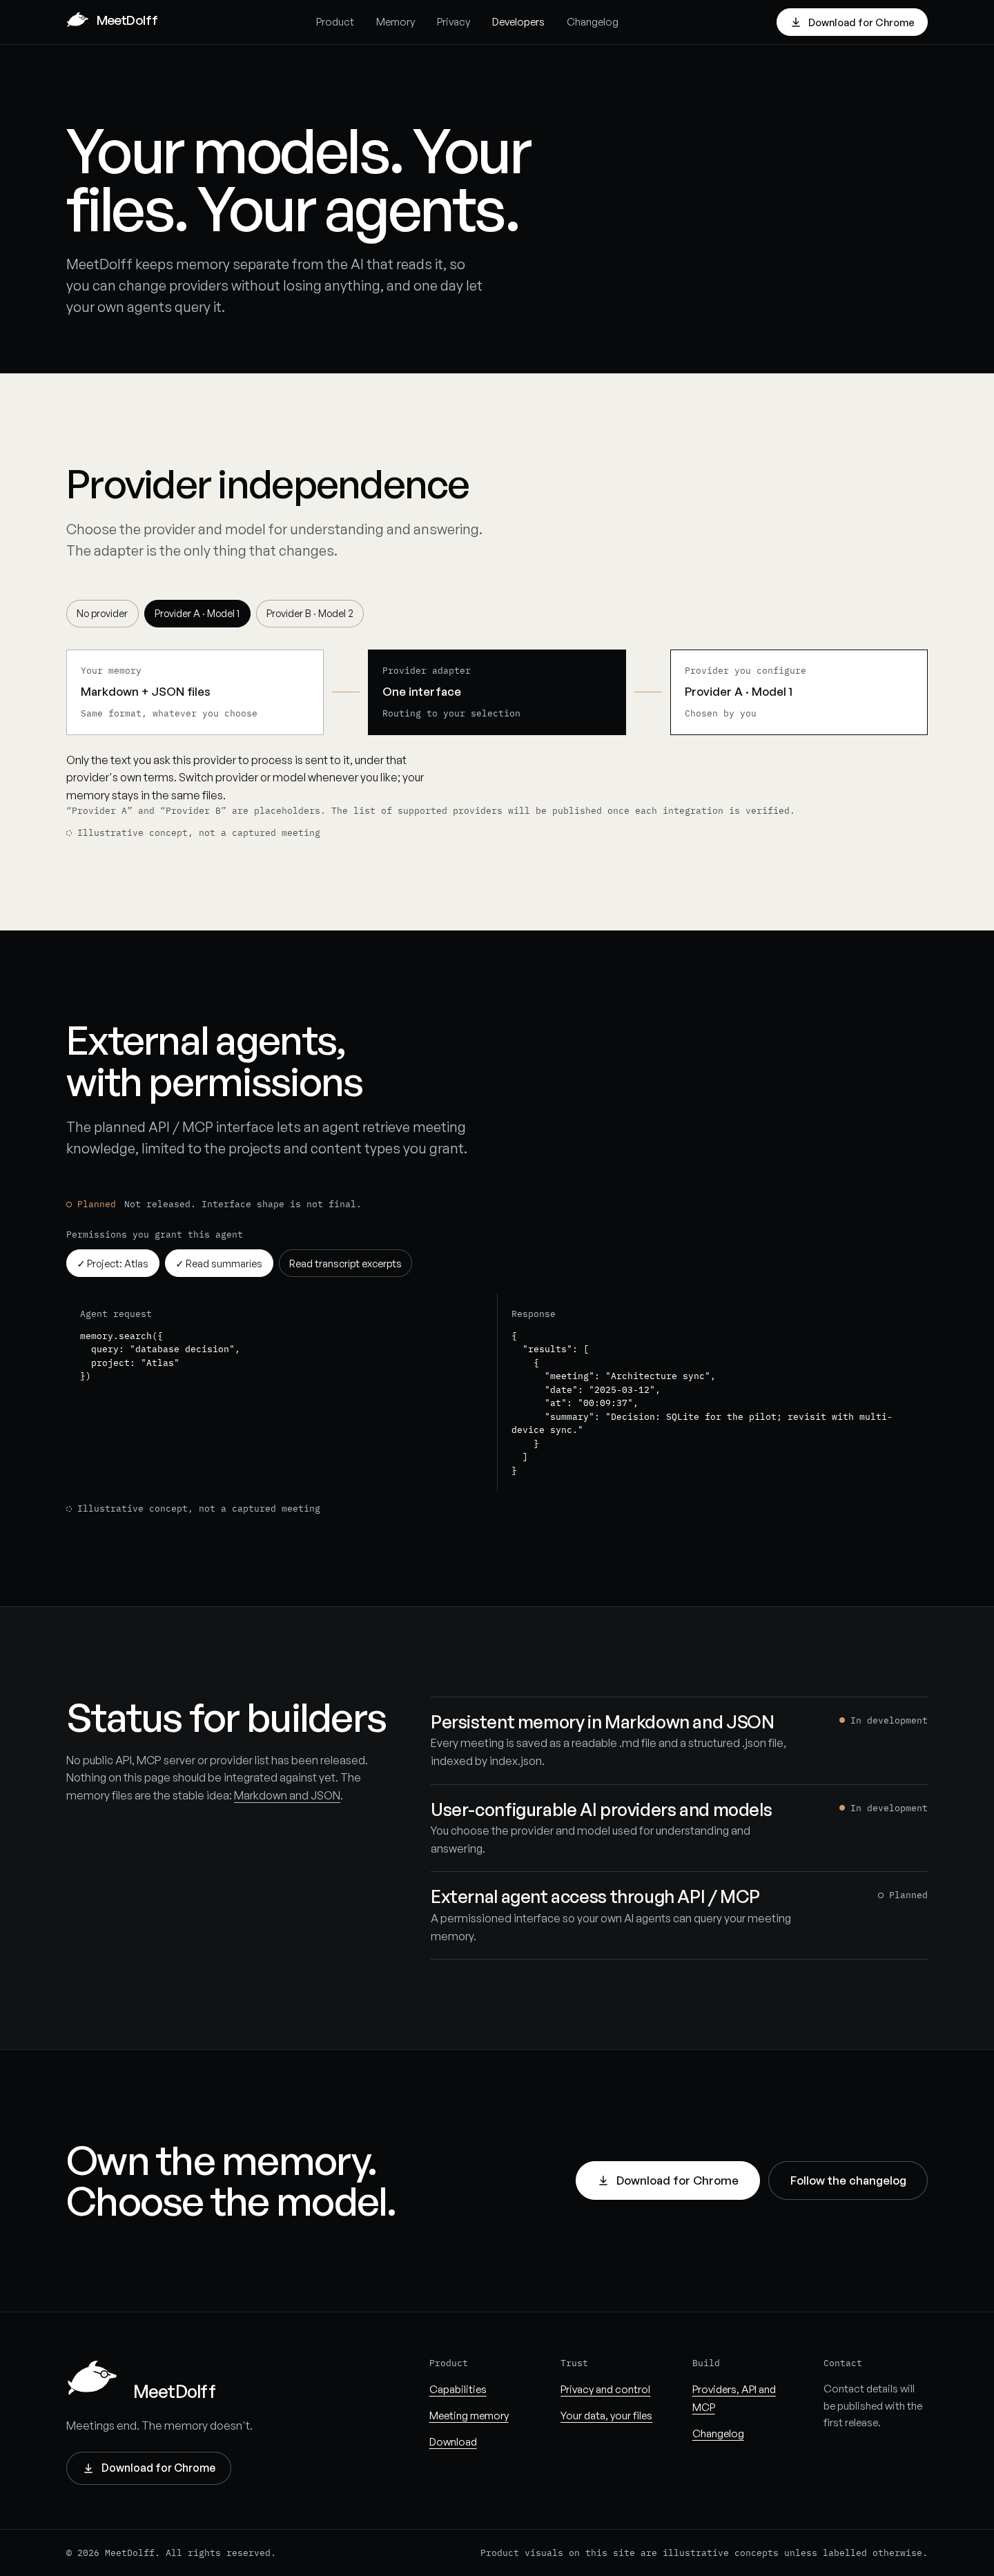 MeetDolff
Product
Memory
Privacy
Developers
Changelog
Download for Chrome
Your models. Your
files. Your agents.
MeetDolff keeps memory separate from the AI that reads it, so
you can change providers without losing anything, and one day let
your own agents query it.
Provider independence
Choose the provider and model for understanding and answering.
The adapter is the only thing that changes.
No provider
Provider A · Model 1
Provider B · Model 2
Your memory
Markdown + JSON files
Same format, whatever you choose
Provider adapter
One interface
Routing to your selection
Provider you configure
Provider A · Model 1
Chosen by you
Only the text you ask this provider to process is sent to it, under that
provider's own terms. Switch provider or model whenever you like; your
memory stays in the same files.
“Provider A” and “Provider B” are placeholders. The list of supported providers will be published once each integration is verified.
Illustrative concept, not a captured meeting
External agents,
with permissions
The planned API / MCP interface lets an agent retrieve meeting
knowledge, limited to the projects and content types you grant.
Planned Not released. Interface shape is not final.
Permissions you grant this agent
✓ Project: Atlas
✓ Read summaries
Read transcript excerpts
Agent request
memory.search({
  query: "database decision",
  project: "Atlas"
})
Response
{
  "results": [
    {
      "meeting": "Architecture sync",
      "date": "2025-03-12",
      "at": "00:09:37",
      "summary": "Decision: SQLite for the pilot; revisit with multi-
device sync."
    }
  ]
}
Illustrative concept, not a captured meeting
Status for builders
No public API, MCP server or provider list has been released.
Nothing on this page should be integrated against yet. The
memory files are the stable idea: Markdown and JSON.
Persistent memory in Markdown and JSON
In development
Every meeting is saved as a readable .md file and a structured .json file,
indexed by index.json.
User-configurable AI providers and models
In development
You choose the provider and model used for understanding and
answering.
External agent access through API / MCP
Planned
A permissioned interface so your own AI agents can query your meeting
memory.
Own the memory.
Choose the model.
Download for Chrome
Follow the changelog
MeetDolff
Meetings end. The memory doesn't.
Download for Chrome
Product
Capabilities
Meeting memory
Download
Trust
Privacy and control
Your data, your files
Build
Providers, API and
MCP
Changelog
Contact
Contact details will
be published with the
first release.
© 2026 MeetDolff. All rights reserved.
Product visuals on this site are illustrative concepts unless labelled otherwise.